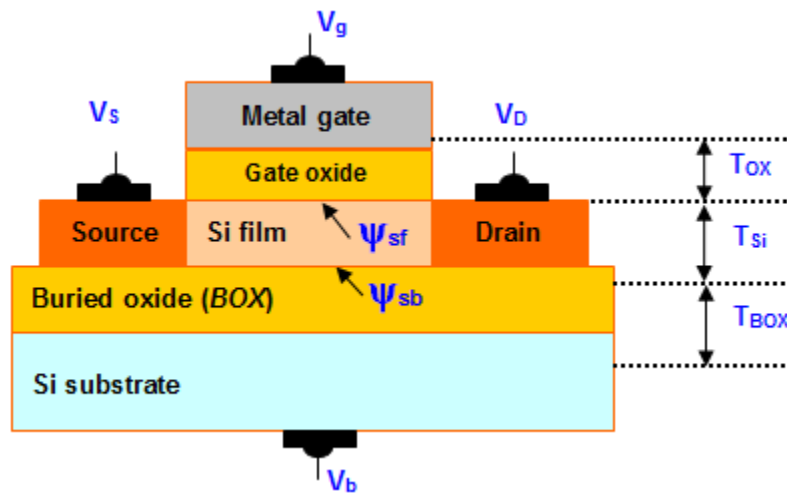 Vg
VS
VD
Metal gate
TOX
Gate oxide
Source
Si film
ψsf
Drain
TSi
Buried oxide (BOX)
ψsb
TBOX
Si substrate
Vb